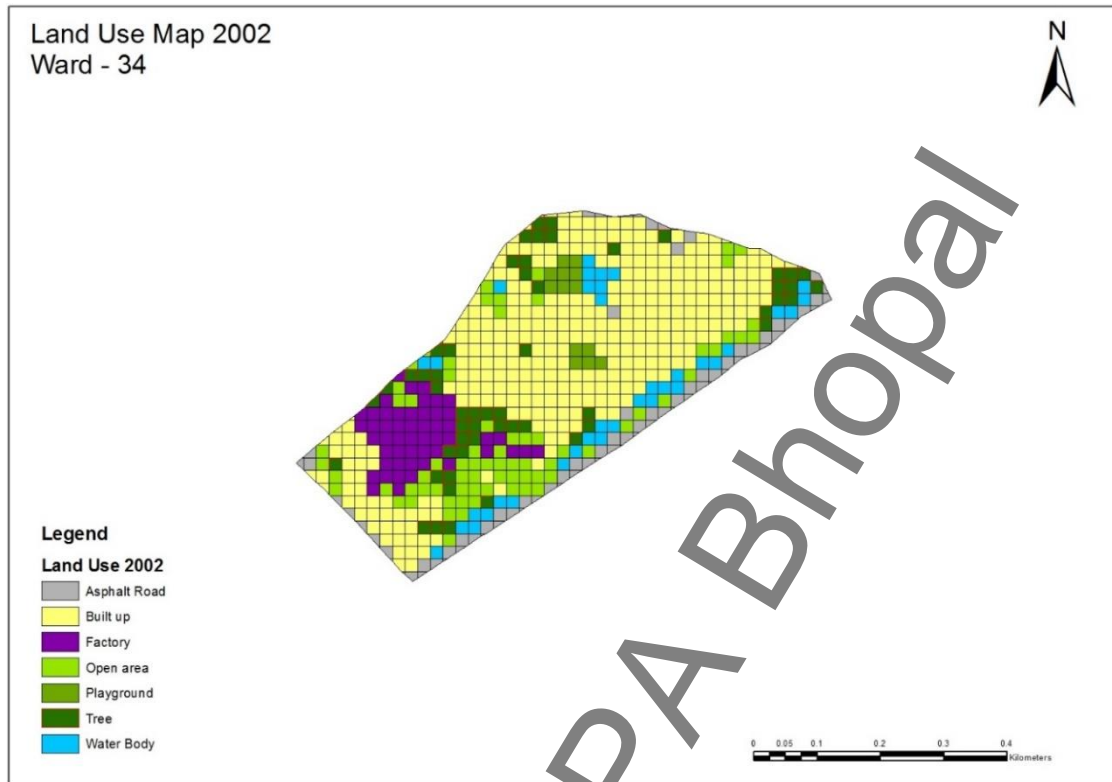 Land Use Map 2002
Ward - 34
N
PA Bhopal
Legend
Land Use 2002
Asphalt Road
Built up
Factory
Open area
Playground
Tree
Water Body
0 0.05 0.1 0.2 0.3 0.4
Kilometers